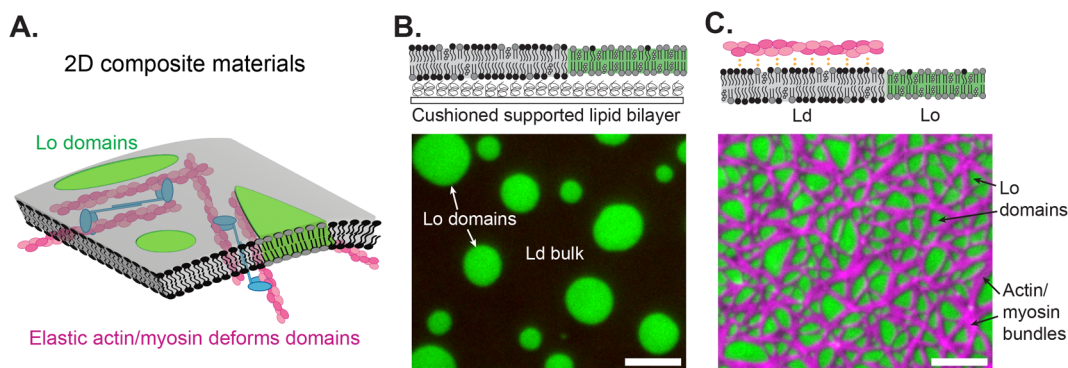 A.
2D composite materials
Lo domains
Elastic actin/myosin deforms domains
B.
Cushioned supported lipid bilayer
Lo domains
Ld bulk
C.
Ld
Lo
Lo
domains
Actin/
myosin
bundles